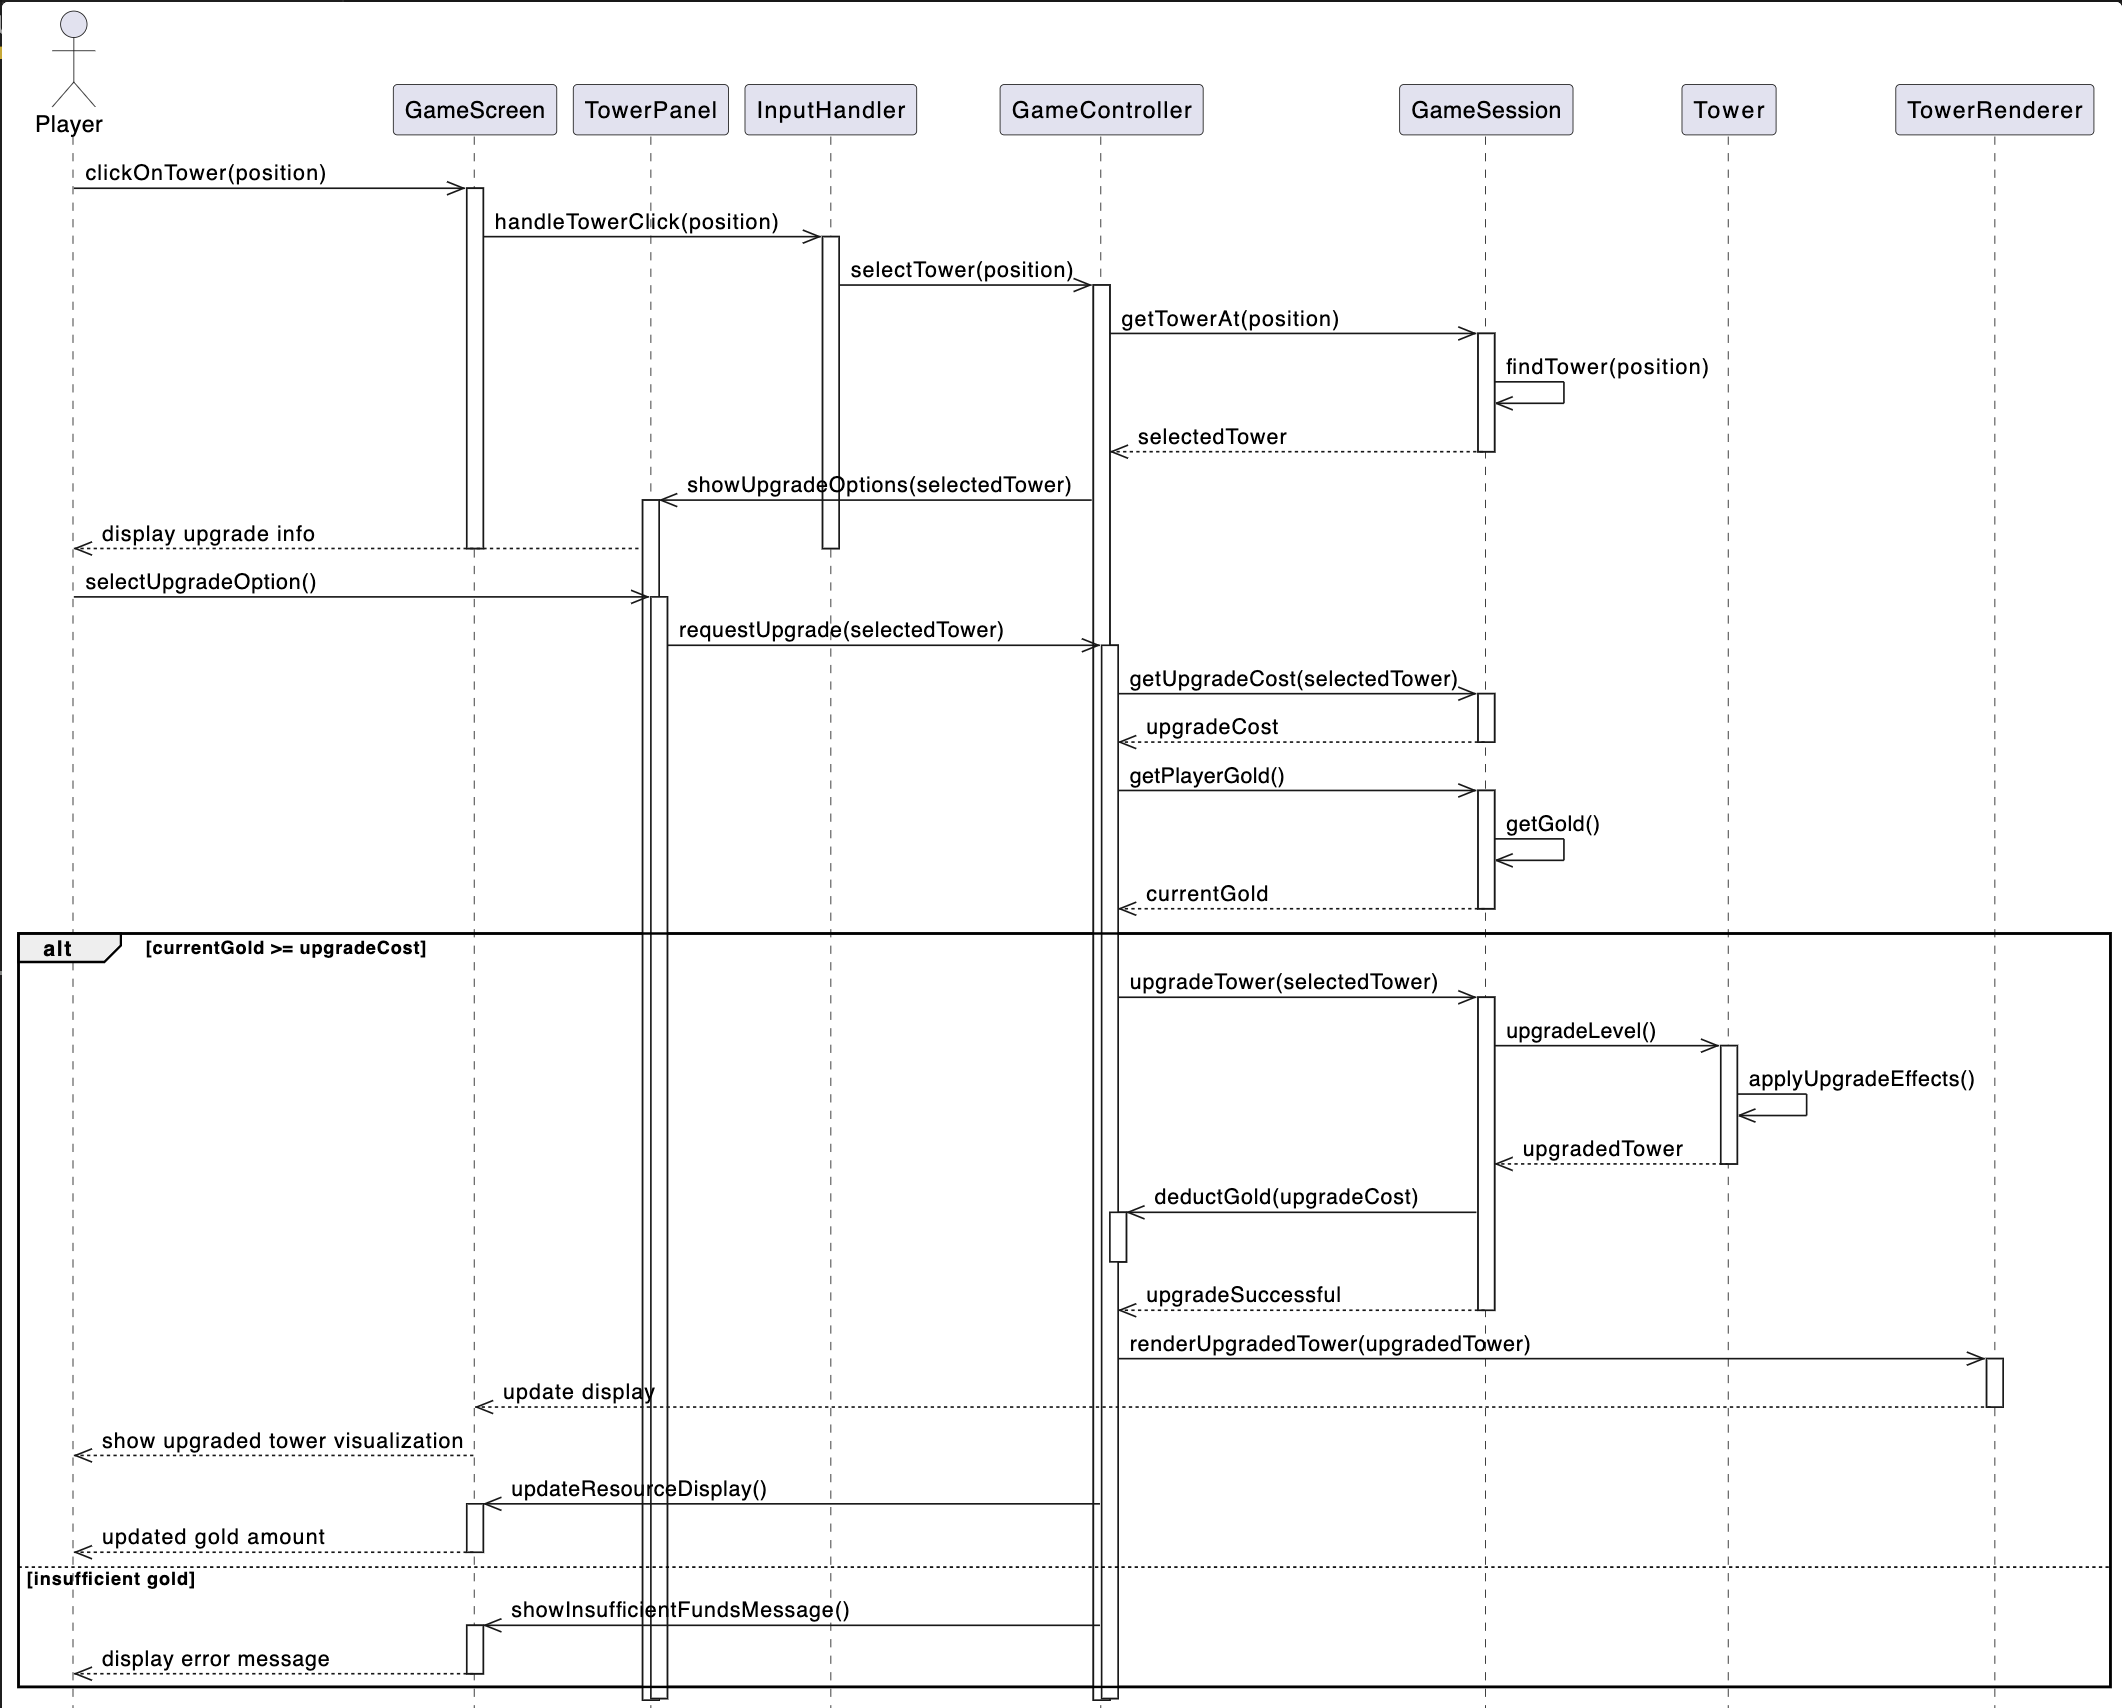 Player
GameScreen
TowerPanel
InputHandler
GameController
GameSession
Tower
TowerRenderer
clickOnTower(position)
handleTowerClick(position)
selectTower(position)
getTowerAt(position)
findTower(position)
selectedTower
showUpgradeOptions(selectedTower)
display upgrade info
selectUpgradeOption()
requestUpgrade(selectedTower)
getUpgradeCost(selectedTower)
upgradeCost
getPlayerGold()
getGold()
currentGold
alt [currentGold >= upgradeCost]
upgradeTower(selectedTower)
upgradeLevel()
applyUpgradeEffects()
upgradedTower
deductGold(upgradeCost)
upgradeSuccessful
renderUpgradedTower(upgradedTower)
update display
show upgraded tower visualization
updateResourceDisplay()
updated gold amount
[insufficient gold]
showInsufficientFundsMessage()
display error message